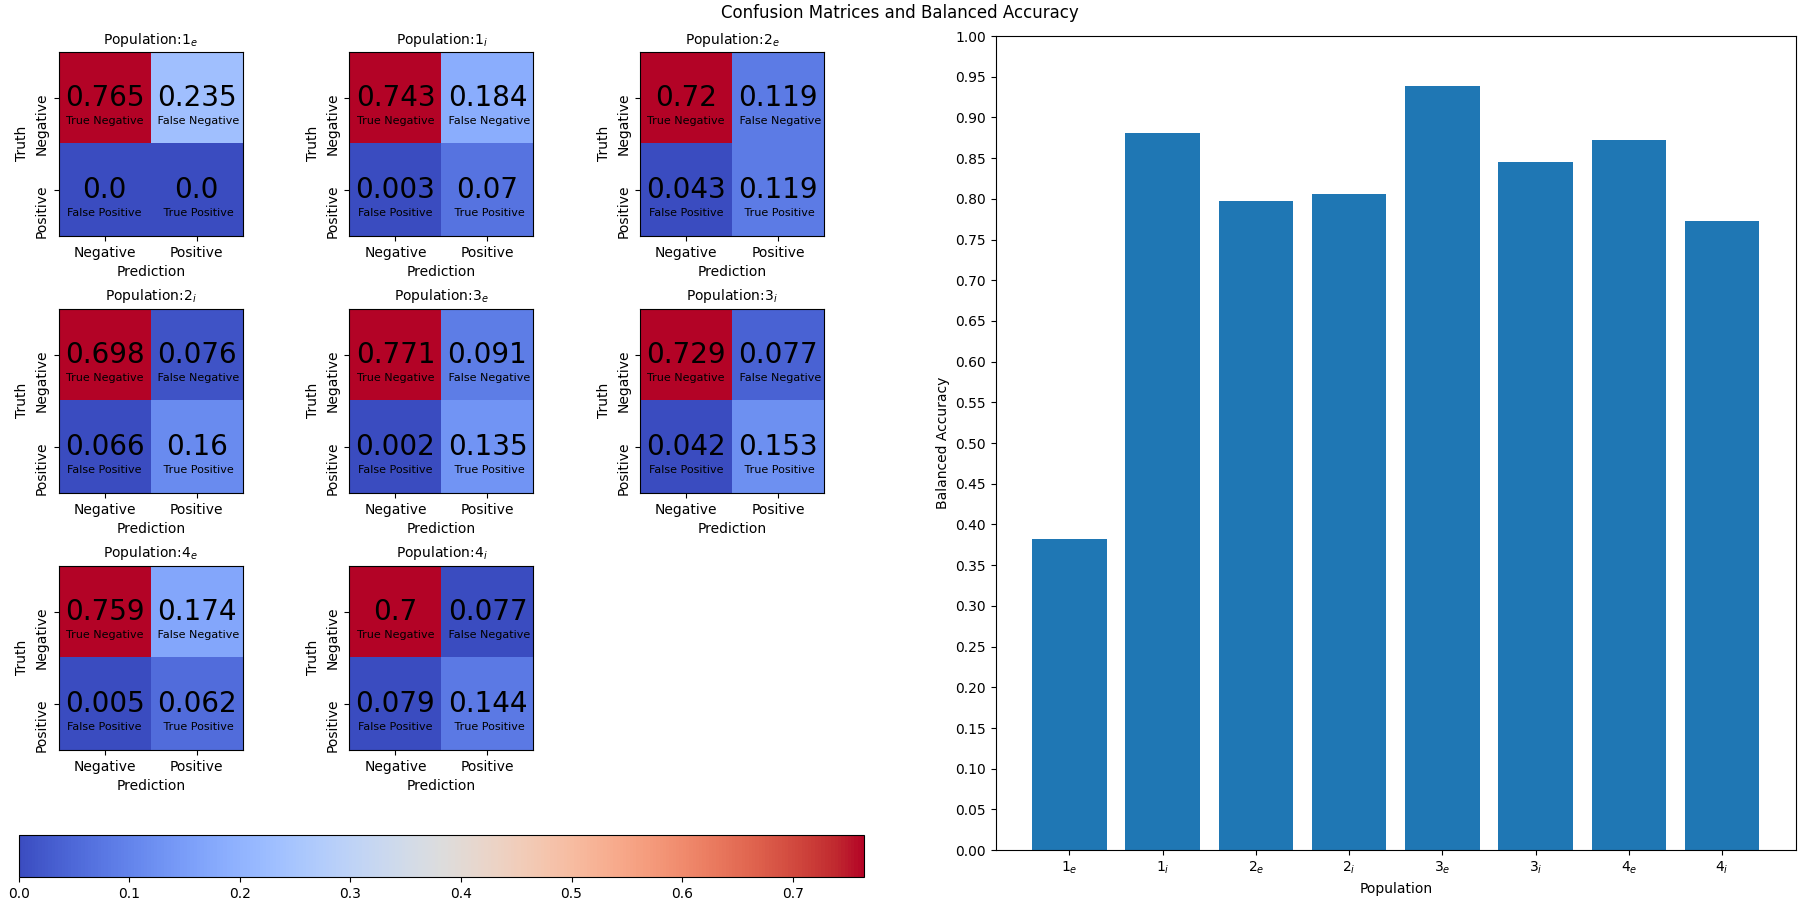 Confusion Matrices and Balanced Accuracy
Population:1e
Population:1i
Population:2e
Truth
Negative
Positive
0.765
0.235
True Negative
False Negative
0.0
0.0
False Positive
True Positive
Negative
Positive
Prediction
Truth
Negative
Positive
0.743
0.184
True Negative
False Negative
0.003
0.07
False Positive
True Positive
Negative
Positive
Prediction
Truth
Negative
Positive
0.72
0.119
True Negative
False Negative
0.043
0.119
False Positive
True Positive
Negative
Positive
Prediction
Population:2i
Population:3e
Population:3i
Truth
Negative
Positive
0.698
0.076
True Negative
False Negative
0.066
0.16
False Positive
True Positive
Negative
Positive
Prediction
Truth
Negative
Positive
0.771
0.091
True Negative
False Negative
0.002
0.135
False Positive
True Positive
Negative
Positive
Prediction
Truth
Negative
Positive
0.729
0.077
True Negative
False Negative
0.042
0.153
False Positive
True Positive
Negative
Positive
Prediction
Population:4e
Population:4i
Truth
Negative
Positive
0.759
0.174
True Negative
False Negative
0.005
0.062
False Positive
True Positive
Negative
Positive
Prediction
Truth
Negative
Positive
0.7
0.077
True Negative
False Negative
0.079
0.144
False Positive
True Positive
Negative
Positive
Prediction
0.0 0.1 0.2 0.3 0.4 0.5 0.6 0.7
Balanced Accuracy
1.00
0.95
0.90
0.85
0.80
0.75
0.70
0.65
0.60
0.55
0.50
0.45
0.40
0.35
0.30
0.25
0.20
0.15
0.10
0.05
0.00
1e 1i 2e 2i 3e 3i 4e 4i
Population